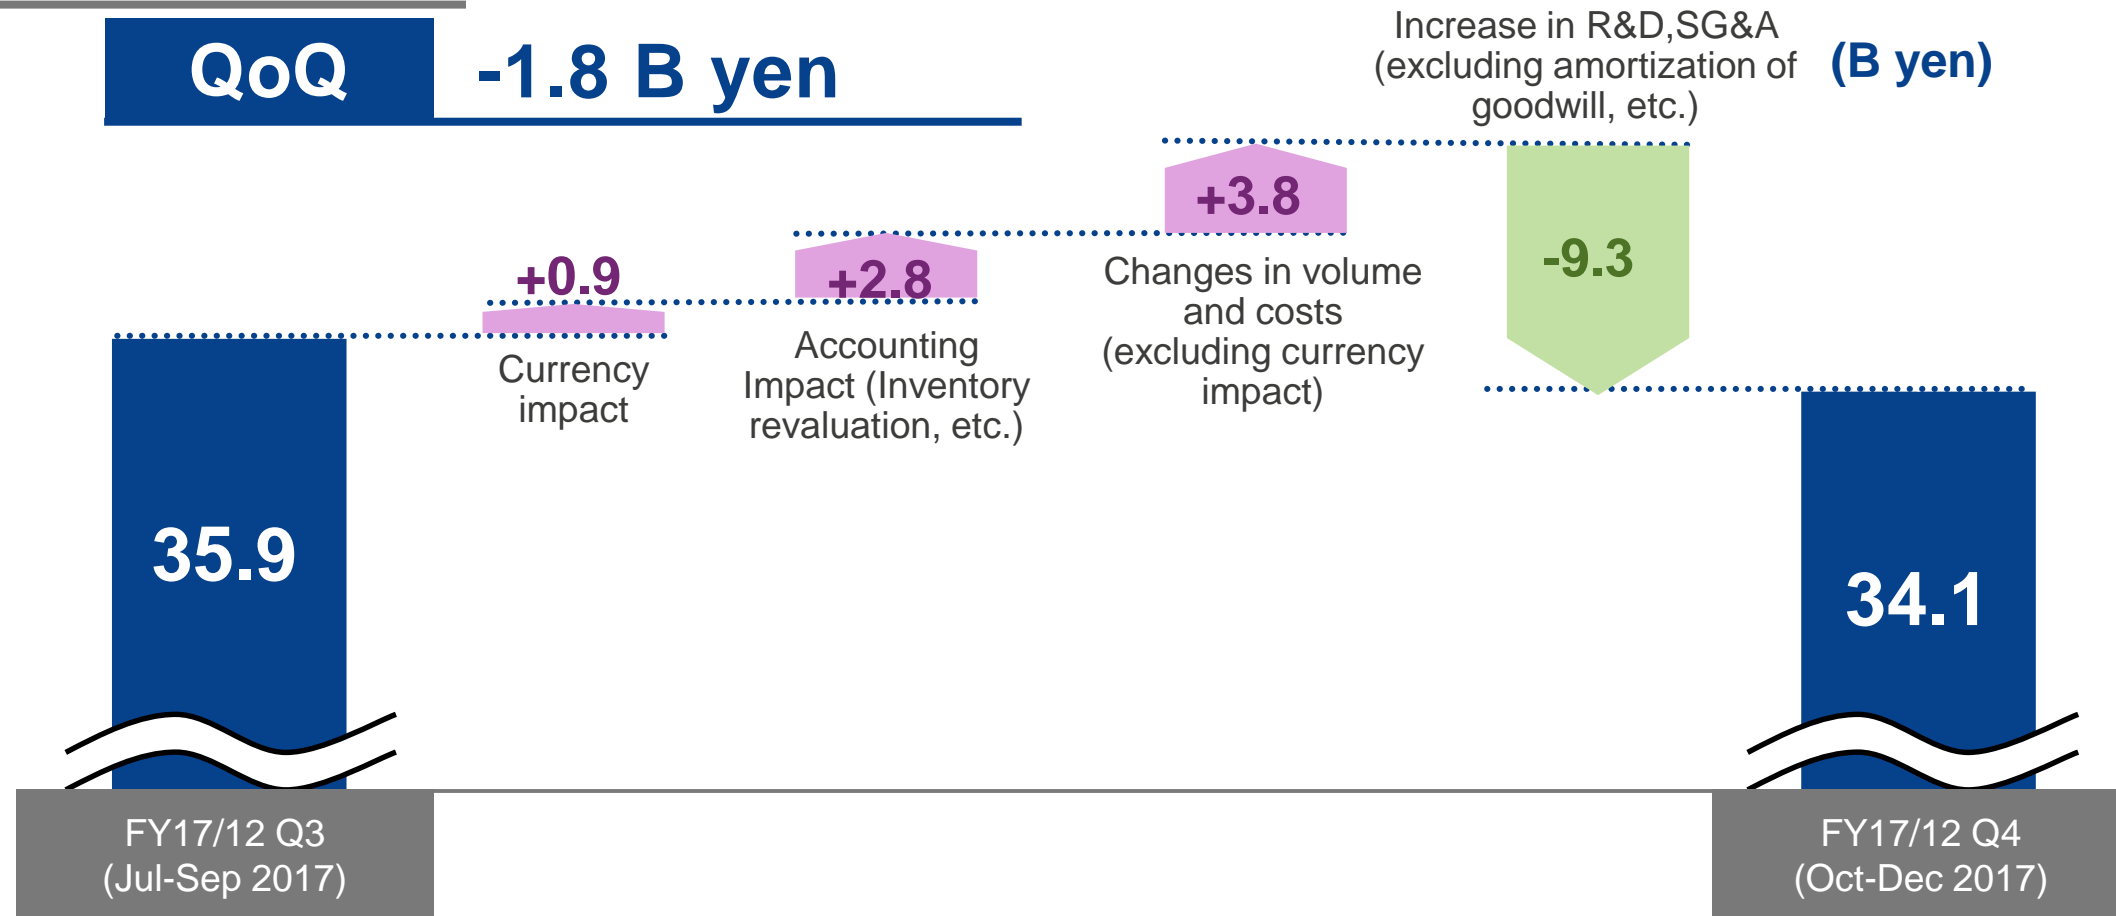 QoQ
-1.8 B yen
Increase in R&D,SG&A
(excluding amortization of
goodwill, etc.)
(B yen)
+3.8
+0.9
+2.8
-9.3
Changes in volume
and costs
(excluding currency
impact)
Accounting
Impact (Inventory
revaluation, etc.)
Currency
impact
35.9
34.1
FY17/12 Q3
(Jul-Sep 2017)
FY17/12 Q4
(Oct-Dec 2017)